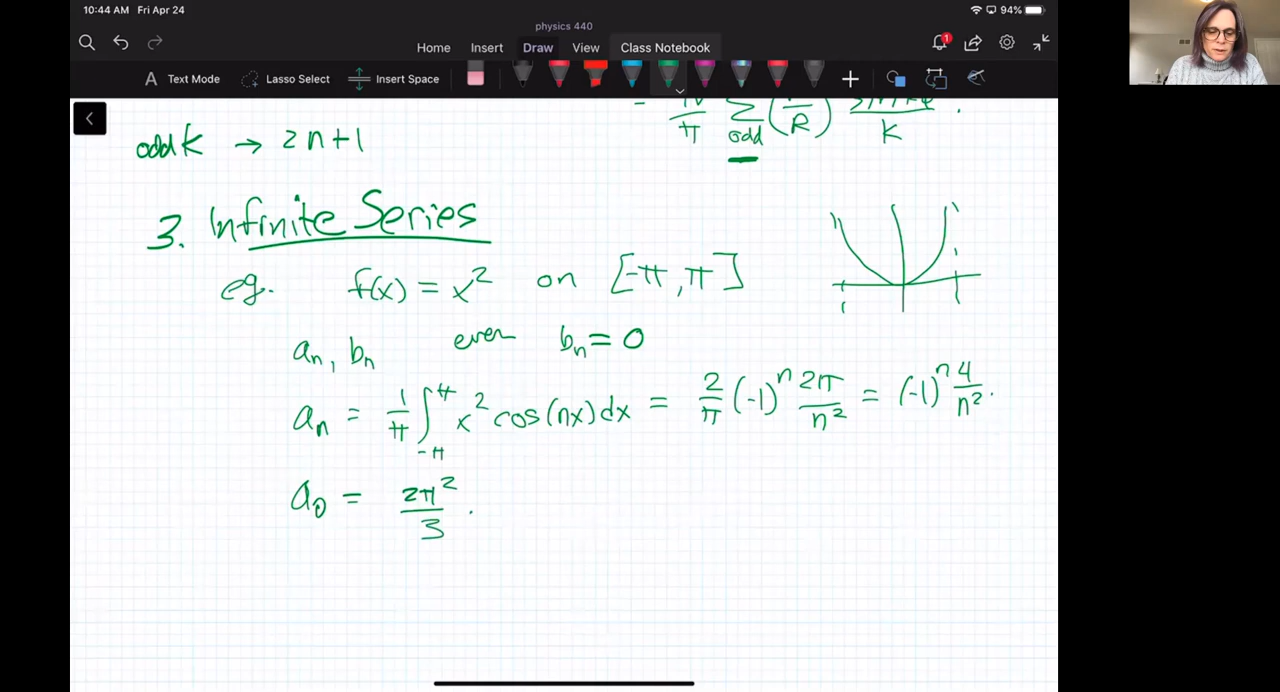 10:44 AM Fri Apr 24
94%
physics 440
Home Insert Draw View Class Notebook
1
A Text Mode Lasso Select Insert Space
π Σ odd ( R ) K
odd k → 2n+1
3. Infinite Series
eg. f(x) = x² on [-π, π]
aₙ, bₙ even bₙ = 0
aₙ = 1/π ∫_{-π}^{π} x² cos(nx) dx = 2/π (-1)ⁿ 2π/n² = (-1)ⁿ 4/n².
a₀ = 2π²/3.